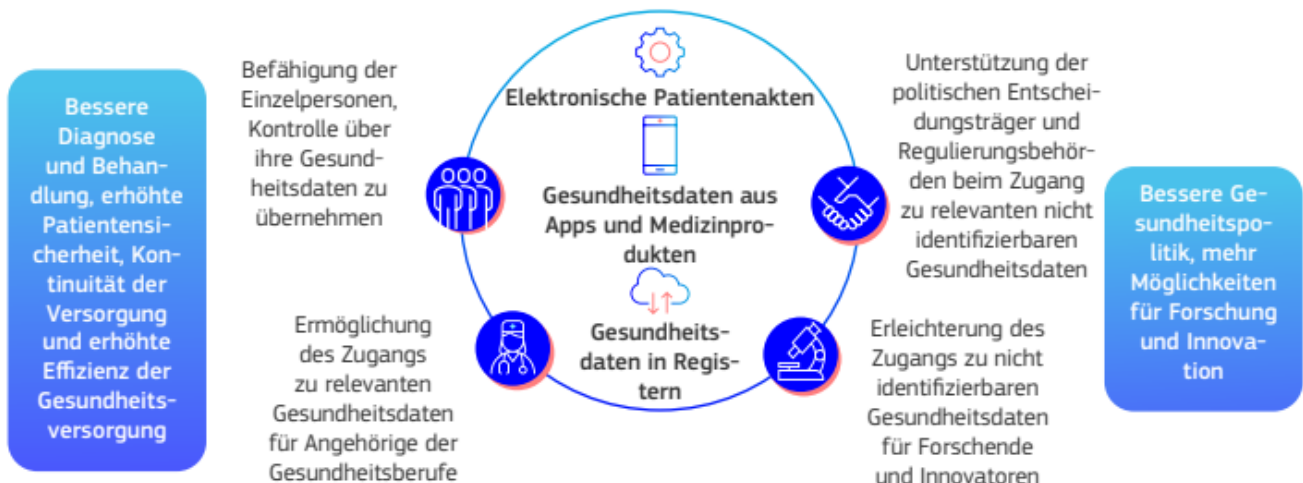 Bessere
Diagnose
und Behan-
dlung, erhöhte
Patientensi-
cherheit, Kon-
tinuität der
Versorgung
und erhöhte
Effizienz der
Gesundheits-
versorgung
Befähigung der
Einzelpersonen,
Kontrolle über
ihre Gesund-
heitsdaten zu
übernehmen
Ermöglichung
des Zugangs
zu relevanten
Gesundheitsdaten
für Angehörige der
Gesundheitsberufe
Elektronische Patientenakten
Gesundheitsdaten aus
Apps und Medizinpro-
dukten
Gesundheits-
daten in Regis-
tern
Unterstützung der
politischen Entschei-
dungsträger und
Regulierungsbehör-
den beim Zugang
zu relevanten nicht
identifizierbaren
Gesundheitsdaten
Erleichterung des
Zugangs zu nicht
identifizierbaren
Gesundheitsdaten
für Forschende
und Innovatoren
Bessere Ge-
sundheitspo-
litik, mehr
Möglichkeiten
für Forschung
und Innova-
tion